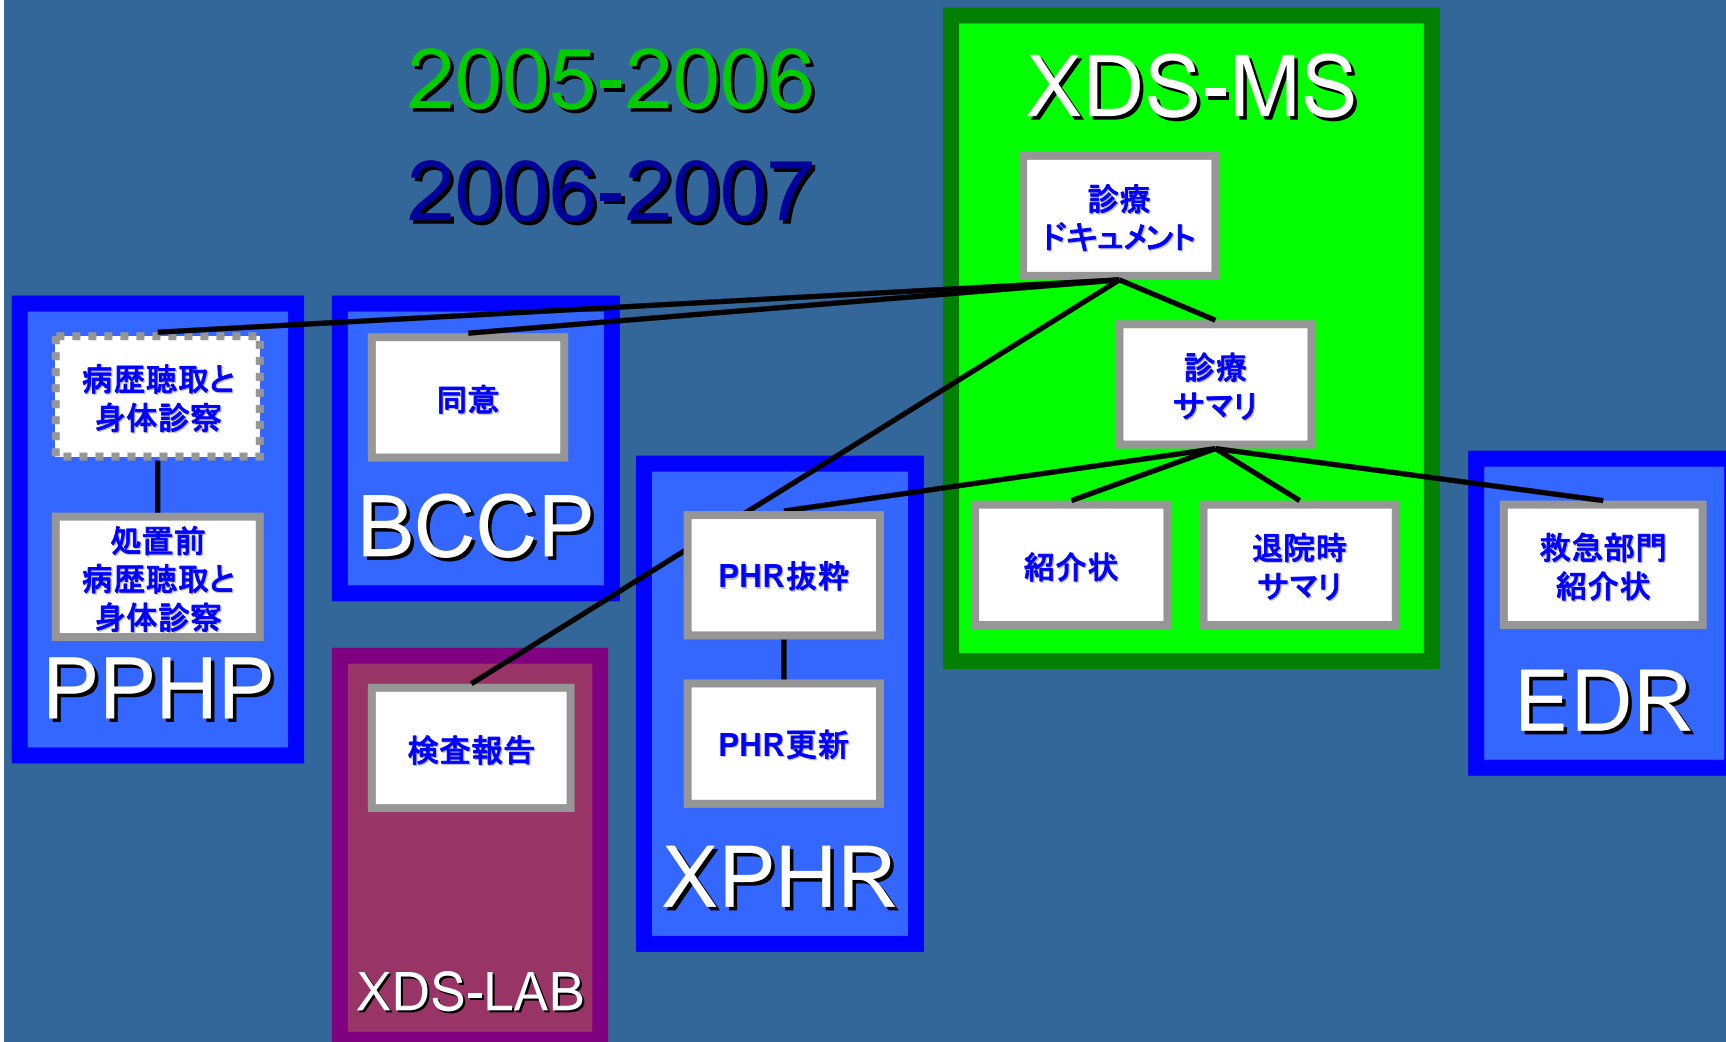 2005-2006
2006-2007
XDS-MS
診療
ドキュメント
診療
サマリ
紹介状
退院時
サマリ
病歴聴取と
身体診察
処置前
病歴聴取と
身体診察
PPHP
同意
BCCP
検査報告
XDS-LAB
PHR抜粋
PHR更新
XPHR
救急部門
紹介状
EDR